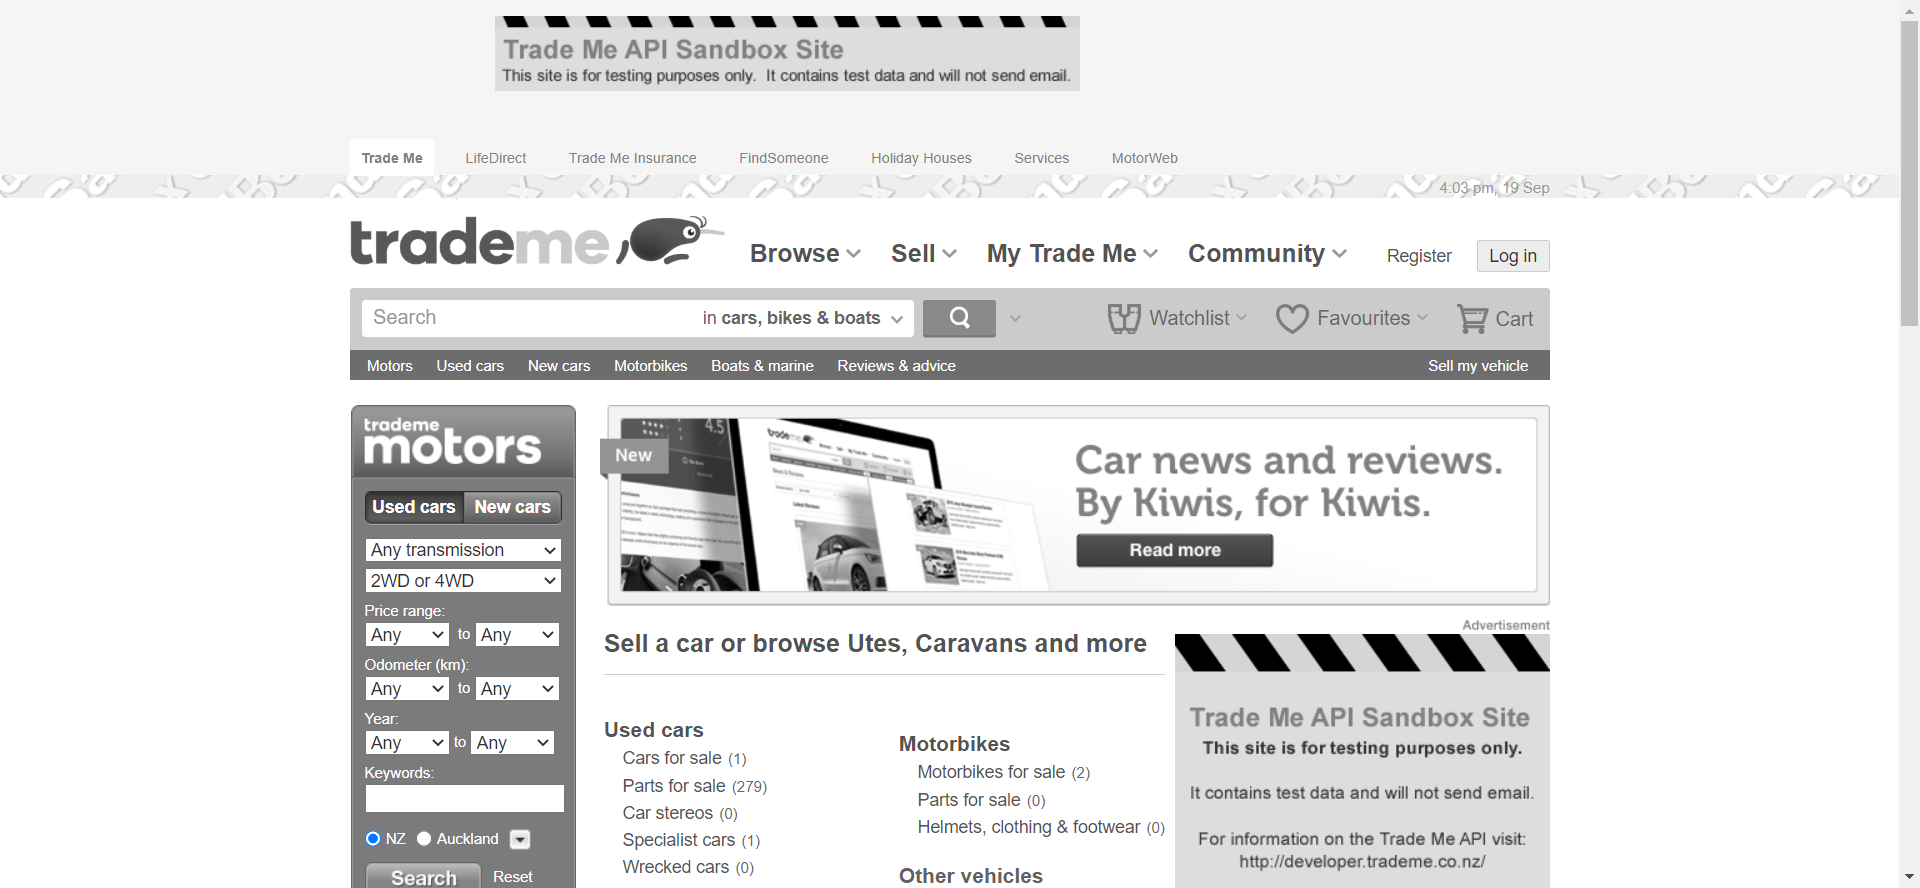 Trade Me API Sandbox Site
This site is for testing purposes only. It contains test data and will not send email.
Trade Me LifeDirect Trade Me Insurance FindSomeone Holiday Houses Services MotorWeb
4:03 pm, 19 Sep
trademe
Browse Sell My Trade Me Community Register Log in
Search in cars, bikes & boats Watchlist Favourites Cart
Motors Used cars New cars Motorbikes Boats & marine Reviews & advice Sell my vehicle
trademe
motors
Used cars New cars
Any transmission
2WD or 4WD
Price range:
Any to Any
Odometer (km):
Any to Any
Year:
Any to Any
Keywords:
NZ Auckland
Search Reset
New
4.5
trademe
Car news and reviews.
By Kiwis, for Kiwis.
Read more
Sell a car or browse Utes, Caravans and more
Used cars
Cars for sale (1)
Parts for sale (279)
Car stereos (0)
Specialist cars (1)
Wrecked cars (0)
Motorbikes
Motorbikes for sale (2)
Parts for sale (0)
Helmets, clothing & footwear (0)
Other vehicles
Advertisement
Trade Me API Sandbox Site
This site is for testing purposes only.
It contains test data and will not send email.
For information on the Trade Me API visit:
http://developer.trademe.co.nz/